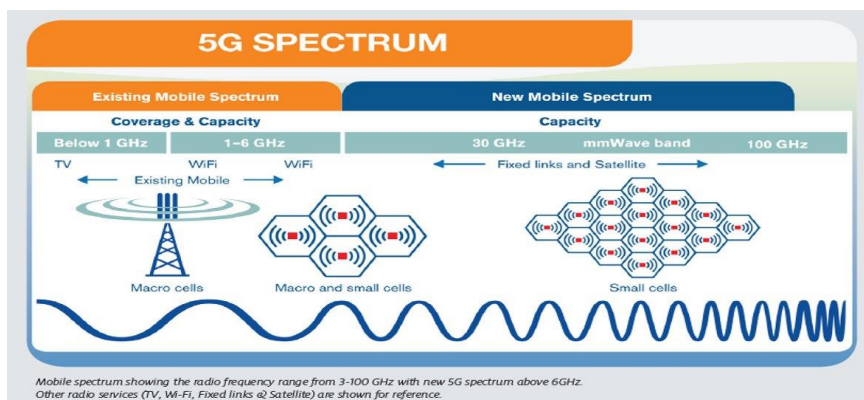 5G SPECTRUM
Existing Mobile Spectrum
New Mobile Spectrum
Coverage & Capacity
Capacity
Below 1 GHz
1–6 GHz
30 GHz
mmWave band
100 GHz
TV
WiFi
WiFi
Fixed links and Satellite
Existing Mobile
Macro cells
Macro and small cells
Small cells
Mobile spectrum showing the radio frequency range from 3-100 GHz with new 5G spectrum above 6GHz.
Other radio services (TV, Wi-Fi, Fixed links & Satellite) are shown for reference.